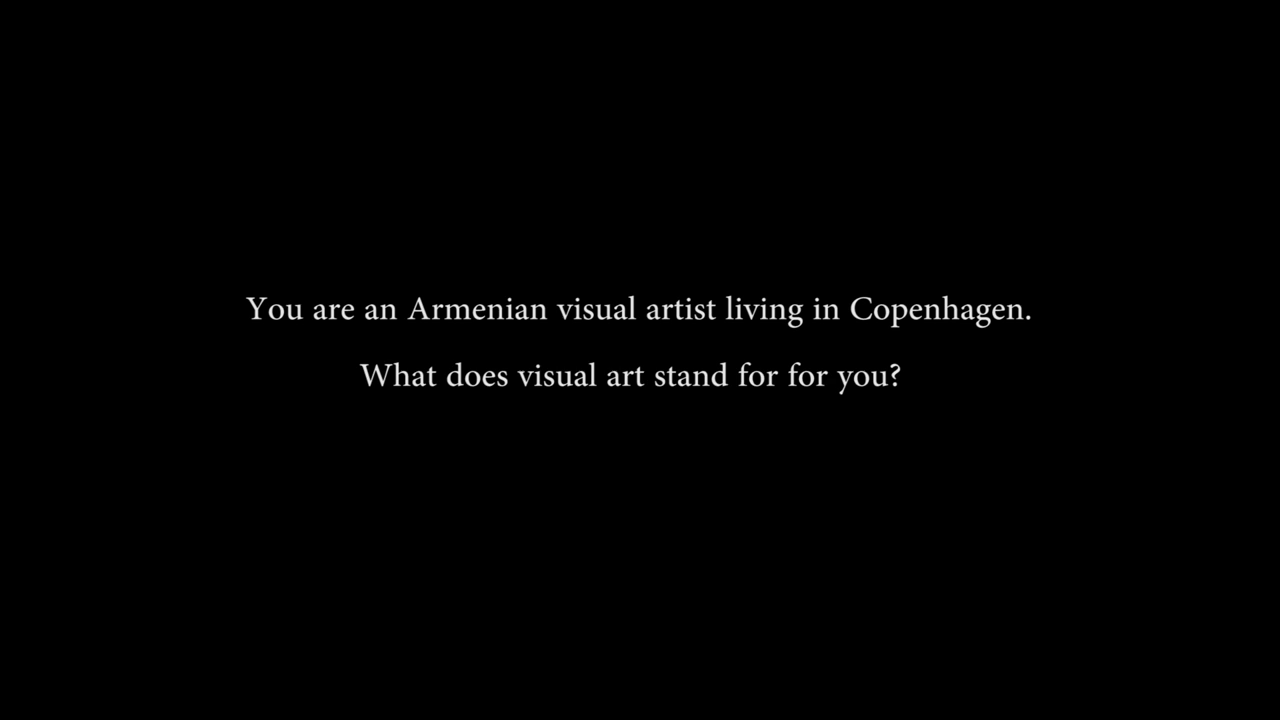 You are an Armenian visual artist living in Copenhagen.
What does visual art stand for for you?